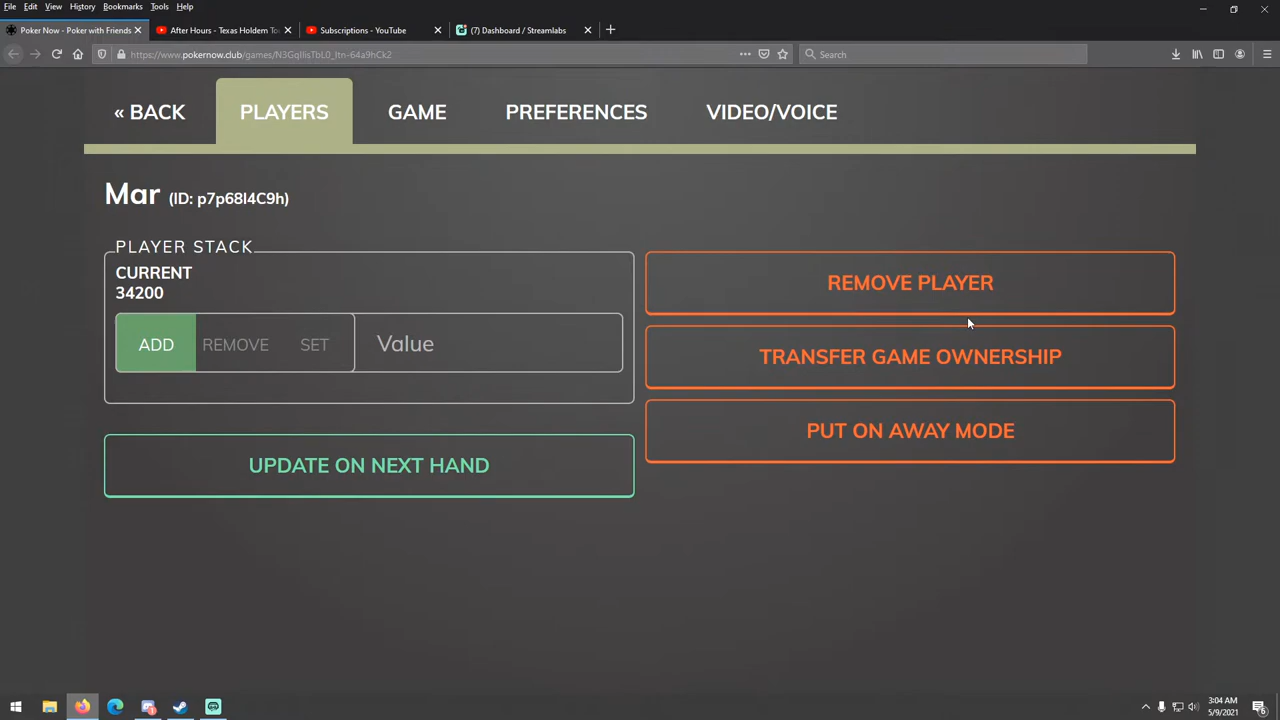 File Edit View History Bookmarks Tools Help
Poker Now - Poker with Friends After Hours - Texas Holdem To Subscriptions - YouTube (7) Dashboard / Streamlabs
Search
« BACK PLAYERS GAME PREFERENCES VIDEO/VOICE
Mar (ID: p7p68I4C9h)
PLAYER STACK
CURRENT
34200
ADD REMOVE SET Value
UPDATE ON NEXT HAND
REMOVE PLAYER
TRANSFER GAME OWNERSHIP
PUT ON AWAY MODE
3:04 AM
5/9/2021